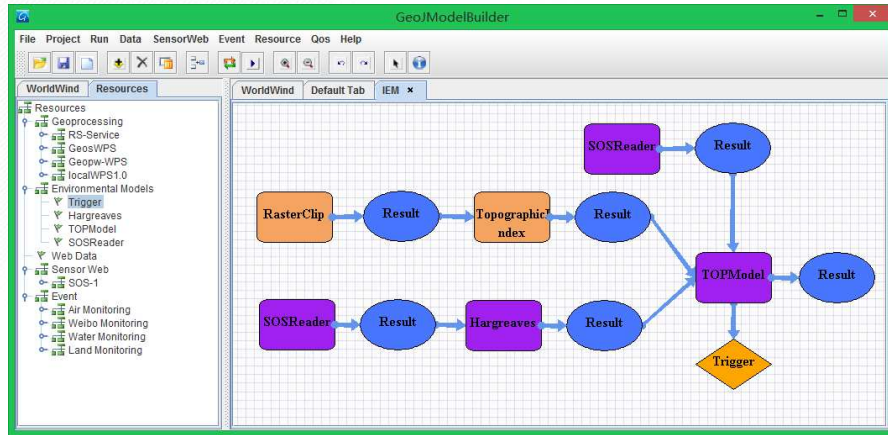 GeoJModelBuilder
File Project Run Data SensorWeb Event Resource Qos Help
WorldWind Resources
Resources
Geoprocessing
RS-Service
GeosWPS
Geopw-WPS
localWPS1.0
Environmental Models
Trigger
Hargreaves
TOPModel
SOSReader
Web Data
Sensor Web
SOS-1
Event
Air Monitoring
Weibo Monitoring
Water Monitoring
Land Monitoring
WorldWind Default Tab IEM
SOSReader Result
RasterClip Result TopographicI
ndex Result
TOPModel Result
SOSReader Result Hargreaves Result
Trigger